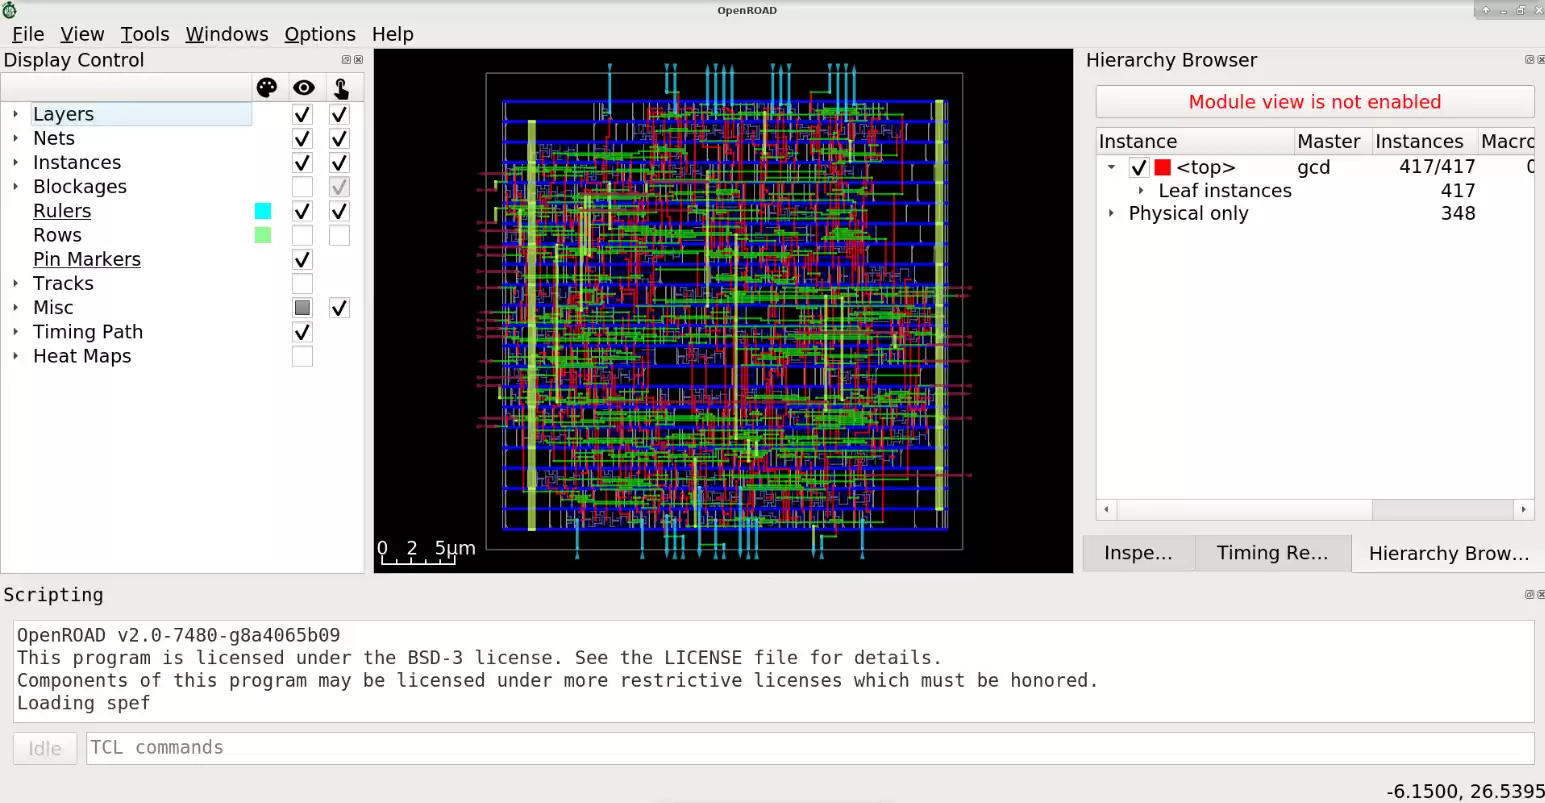 OpenROAD
File View Tools Windows Options Help
Display Control
Layers
Nets
Instances
Blockages
Rulers
Rows
Pin Markers
Tracks
Misc
Timing Path
Heat Maps
0 2 5µm
Hierarchy Browser
Module view is not enabled
Instance Master Instances Macro
<top> gcd 417/417 0
Leaf instances 417
Physical only 348
Inspe... Timing Re... Hierarchy Brow...
Scripting
OpenROAD v2.0-7480-g8a4065b09
This program is licensed under the BSD-3 license. See the LICENSE file for details.
Components of this program may be licensed under more restrictive licenses which must be honored.
Loading spef
Idle TCL commands
-6.1500, 26.5395